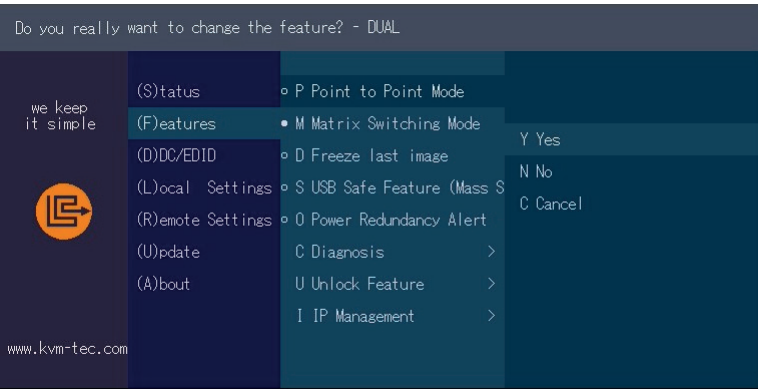 Do you really want to change the feature? - DUAL
we keep
it simple
www.kvm-tec.com
(S)tatus
(F)eatures
(D)DC/EDID
(L)ocal Settings
(R)emote Settings
(U)pdate
(A)bout
P Point to Point Mode
M Matrix Switching Mode
D Freeze last image
S USB Safe Feature (Mass S
O Power Redundancy Alert
C Diagnosis >
U Unlock Feature >
I IP Management >
Y Yes
N No
C Cancel